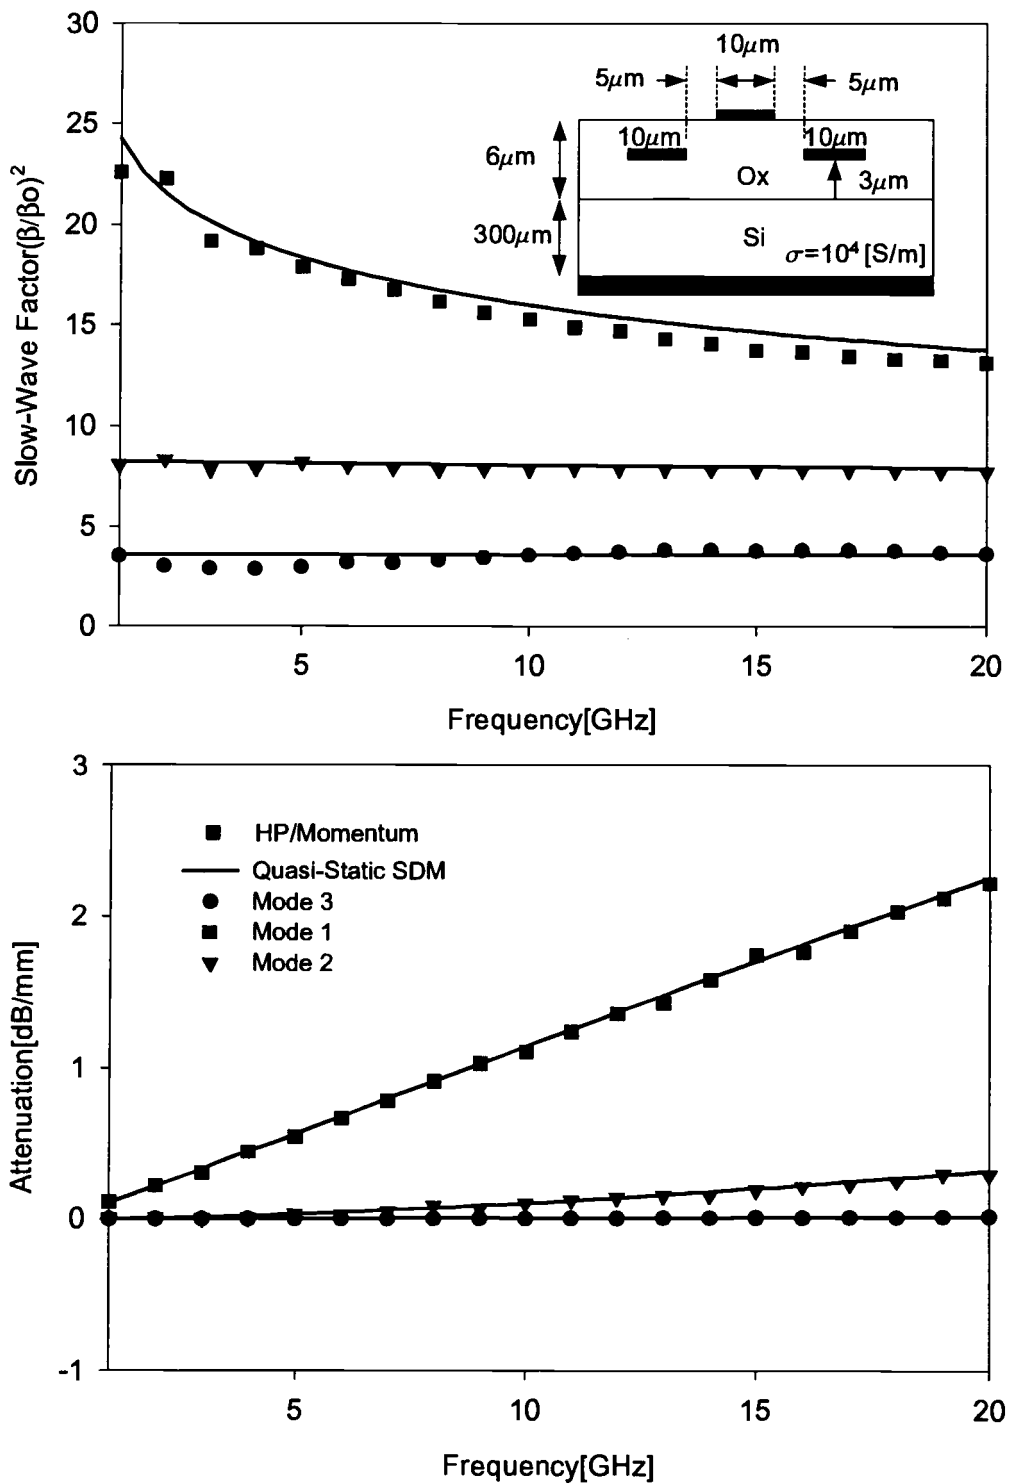 30
25
20
15
10
5
0
Slow-Wave Factor(β/βo)²
10μm
5μm
5μm
10μm
10μm
6μm
Ox
3μm
300μm
Si
σ=10⁴ [S/m]
5
10
15
20
Frequency[GHz]
3
2
1
0
-1
Attenuation[dB/mm]
HP/Momentum
Quasi-Static SDM
Mode 3
Mode 1
Mode 2
5
10
15
20
Frequency[GHz]